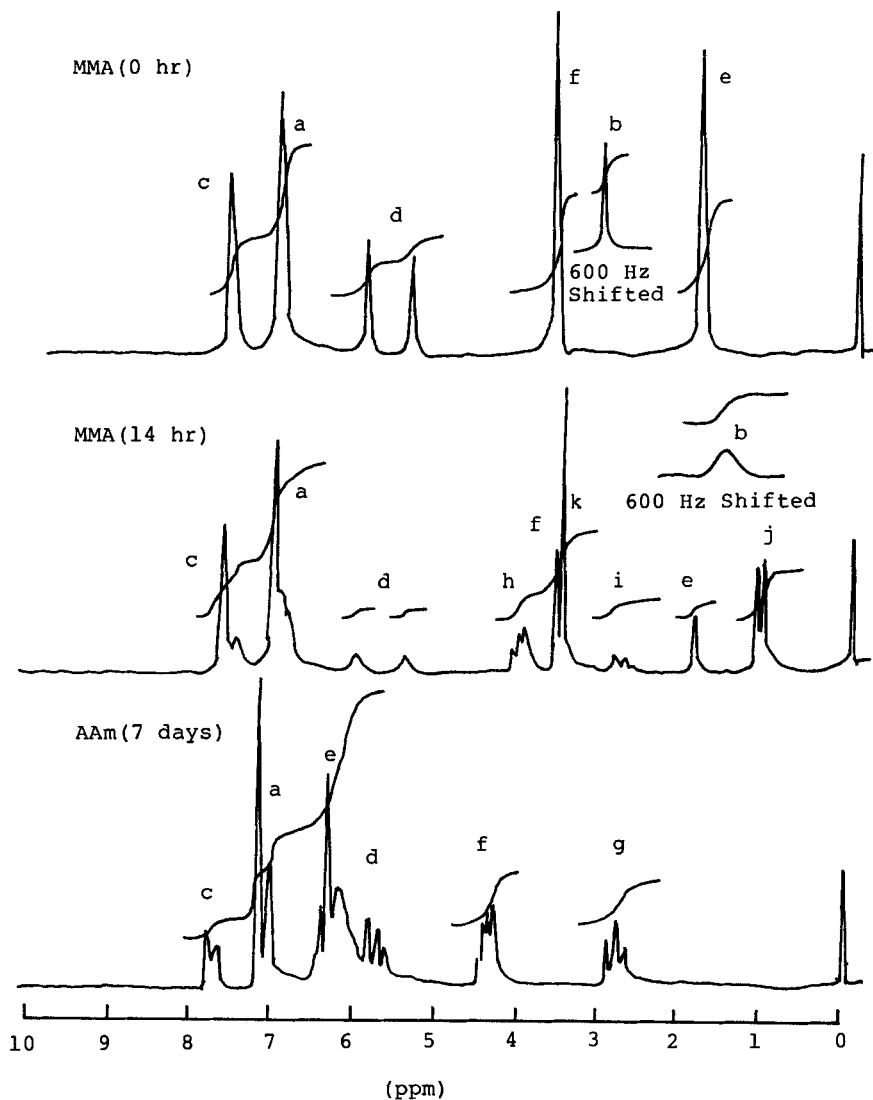 MMA(0 hr)
f
e
a
b
c
d
600 Hz
Shifted
MMA(14 hr)
b
a
600 Hz Shifted
k
f
j
c
h
i
e
d
AAm(7 days)
e
a
d
f
g
c
10 9 8 7 6 5 4 3 2 1 0
(ppm)